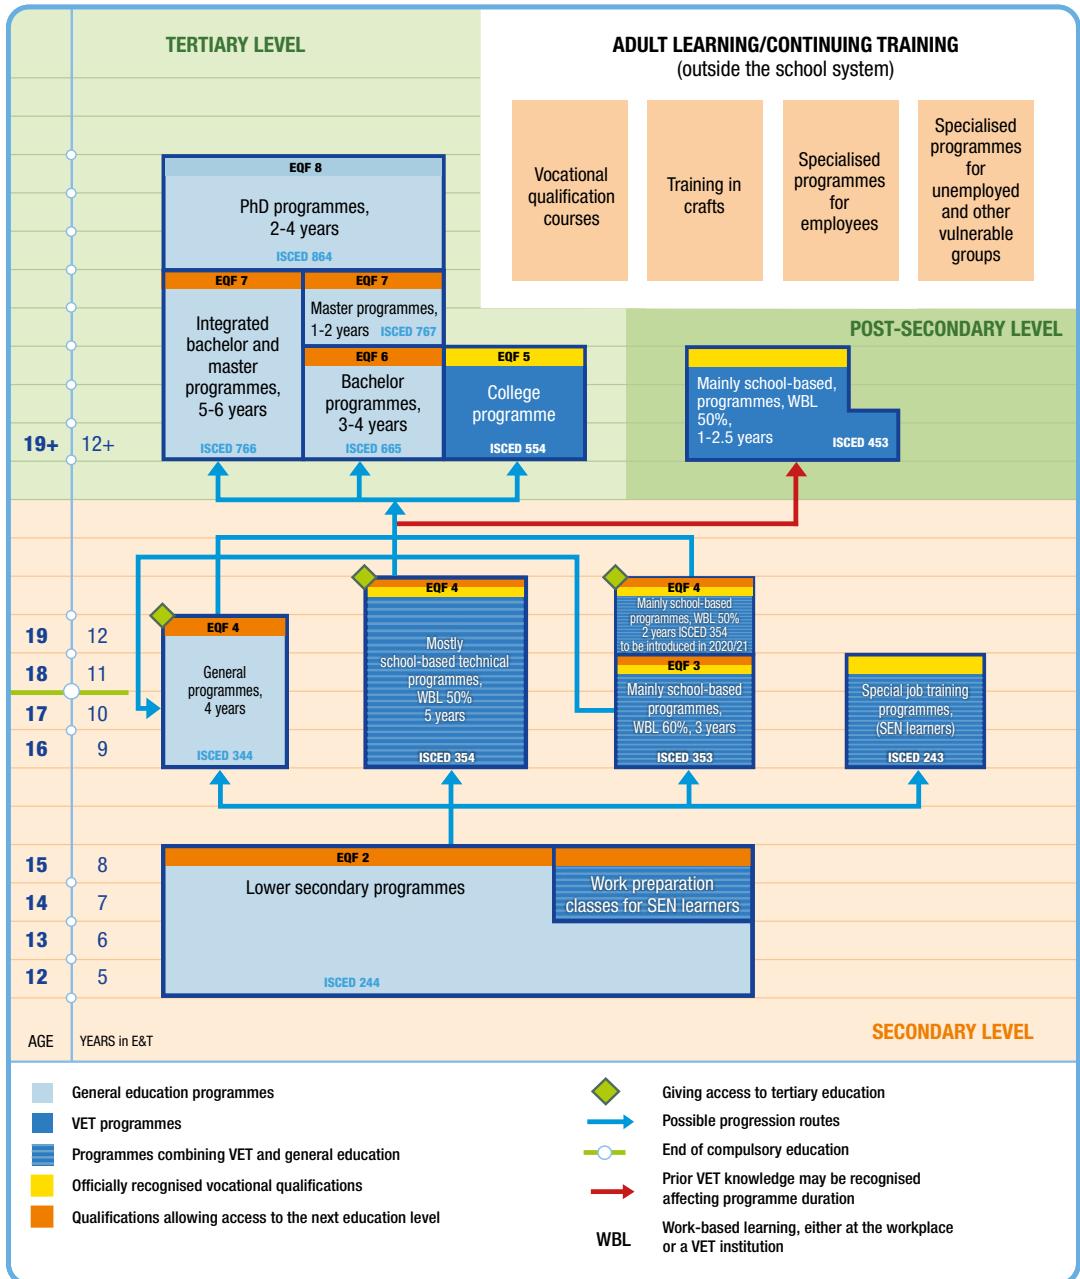 TERTIARY LEVEL
ADULT LEARNING/CONTINUING TRAINING
(outside the school system)
Vocational
qualification
courses
Training in
crafts
Specialised
programmes
for
employees
Specialised
programmes
for
unemployed
and other
vulnerable
groups
EQF 8
PhD programmes,
2-4 years
ISCED 864
EQF 7
Integrated
bachelor and
master
programmes,
5-6 years
ISCED 766
EQF 7
Master programmes,
1-2 years ISCED 767
EQF 6
Bachelor
programmes,
3-4 years
ISCED 665
EQF 5
College
programme
ISCED 554
POST-SECONDARY LEVEL
Mainly school-based,
programmes, WBL
50%,
1-2.5 years
ISCED 453
19+ 12+
EQF 4
General
programmes,
4 years
ISCED 344
EQF 4
Mostly
school-based technical
programmes,
WBL 50%
5 years
ISCED 354
EQF 4
Mainly school-based
programmes, WBL 50%
2 years ISCED 354
to be introduced in 2020/21
EQF 3
Mainly school-based
programmes,
WBL 60%, 3 years
ISCED 353
Special job training
programmes,
(SEN learners)
ISCED 243
19 12
18 11
17 10
16 9
EQF 2
Lower secondary programmes
ISCED 244
Work preparation
classes for SEN learners
15 8
14 7
13 6
12 5
AGE YEARS in E&T
SECONDARY LEVEL
General education programmes
VET programmes
Programmes combining VET and general education
Officially recognised vocational qualifications
Qualifications allowing access to the next education level
Giving access to tertiary education
Possible progression routes
End of compulsory education
Prior VET knowledge may be recognised
affecting programme duration
WBL Work-based learning, either at the workplace
or a VET institution